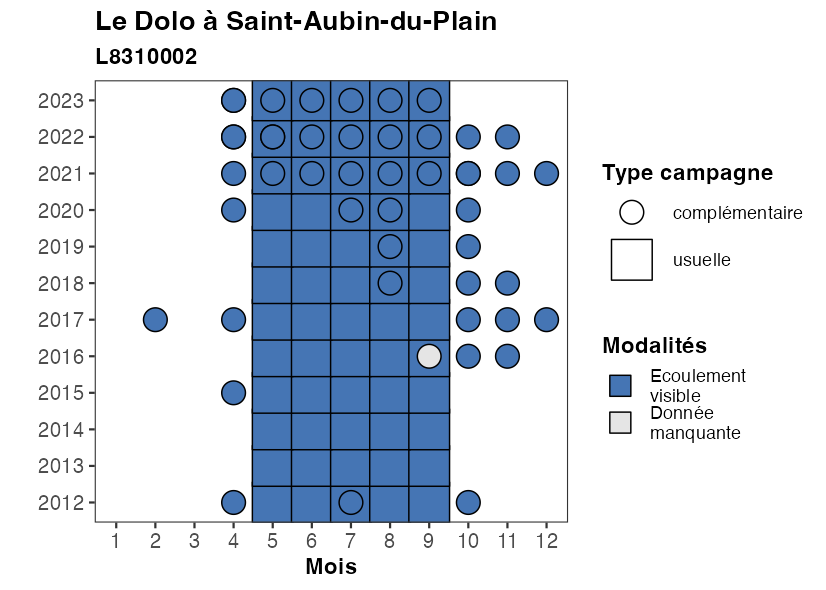 Le Dolo à Saint-Aubin-du-Plain
L8310002
2023
2022
2021
2020
2019
2018
2017
2016
2015
2014
2013
2012
1 2 3 4 5 6 7 8 9 10 11 12
Mois
Type campagne
complémentaire
usuelle
Modalités
Ecoulement
visible
Donnée
manquante